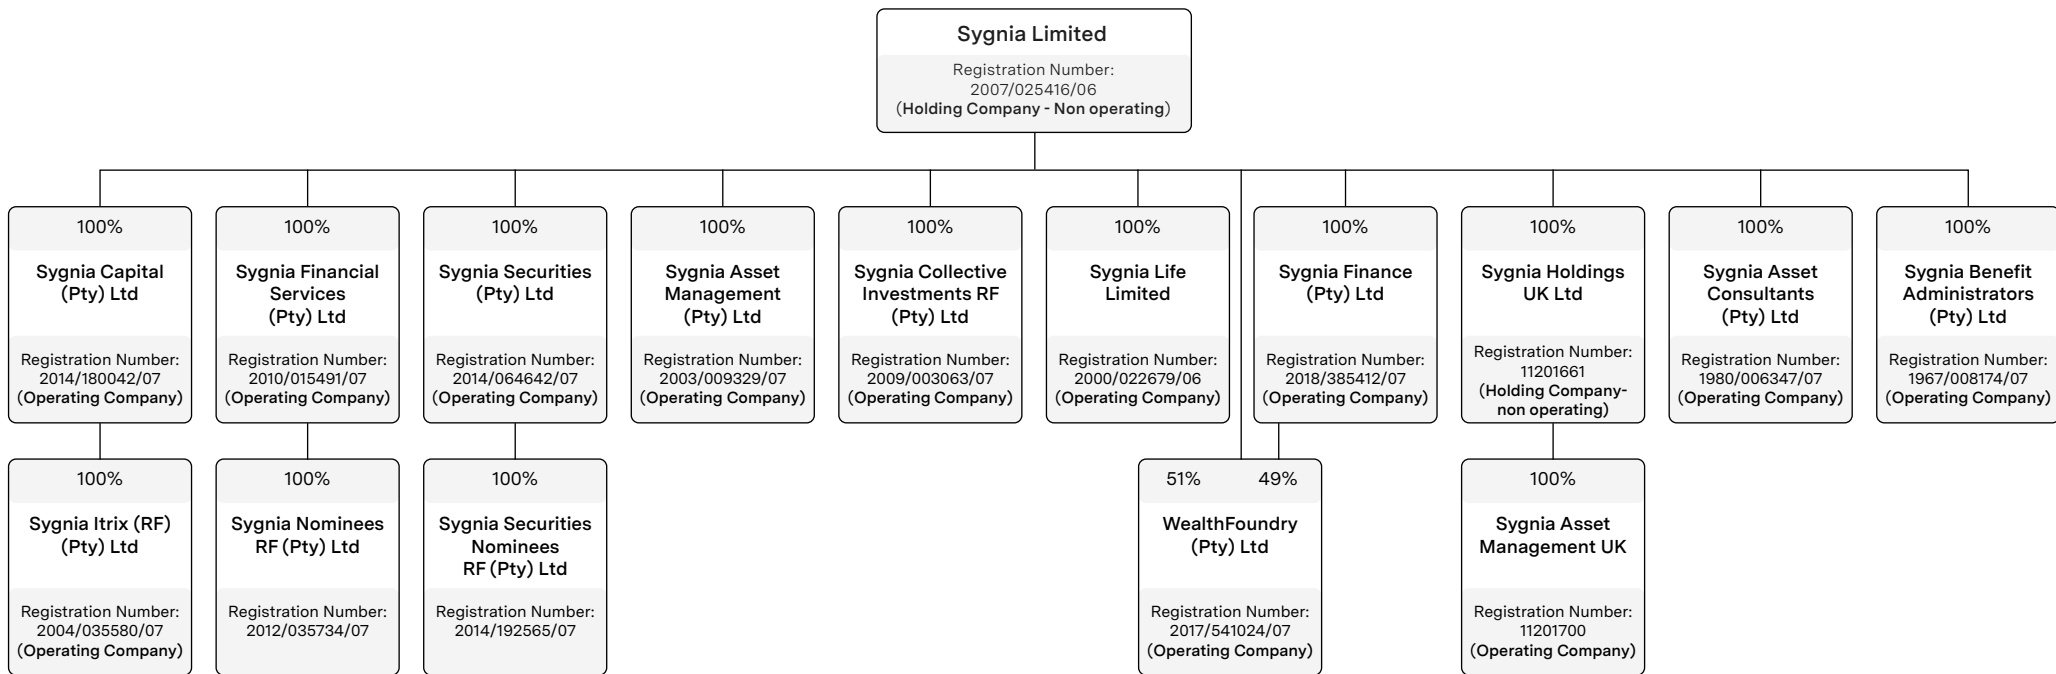 Sygnia Limited
Registration Number:
2007/025416/06
(Holding Company - Non operating)
100%
Sygnia Capital
(Pty) Ltd
Registration Number:
2014/180042/07
(Operating Company)
100%
Sygnia Financial
Services
(Pty) Ltd
Registration Number:
2010/015491/07
(Operating Company)
100%
Sygnia Securities
(Pty) Ltd
Registration Number:
2014/064642/07
(Operating Company)
100%
Sygnia Asset
Management
(Pty) Ltd
Registration Number:
2003/009329/07
(Operating Company)
100%
Sygnia Collective
Investments RF
(Pty) Ltd
Registration Number:
2009/003063/07
(Operating Company)
100%
Sygnia Life
Limited
Registration Number:
2000/022679/06
(Operating Company)
100%
Sygnia Finance
(Pty) Ltd
Registration Number:
2018/385412/07
(Operating Company)
100%
Sygnia Holdings
UK Ltd
Registration Number:
11201661
(Holding Company-
non operating)
100%
Sygnia Asset
Consultants
(Pty) Ltd
Registration Number:
1980/006347/07
(Operating Company)
100%
Sygnia Benefit
Administrators
(Pty) Ltd
Registration Number:
1967/008174/07
(Operating Company)
100%
Sygnia Itrix (RF)
(Pty) Ltd
Registration Number:
2004/035580/07
(Operating Company)
100%
Sygnia Nominees
RF (Pty) Ltd
Registration Number:
2012/035734/07
100%
Sygnia Securities
Nominees
RF (Pty) Ltd
Registration Number:
2014/192565/07
51% 49%
WealthFoundry
(Pty) Ltd
Registration Number:
2017/541024/07
(Operating Company)
100%
Sygnia Asset
Management UK
Registration Number:
11201700
(Operating Company)